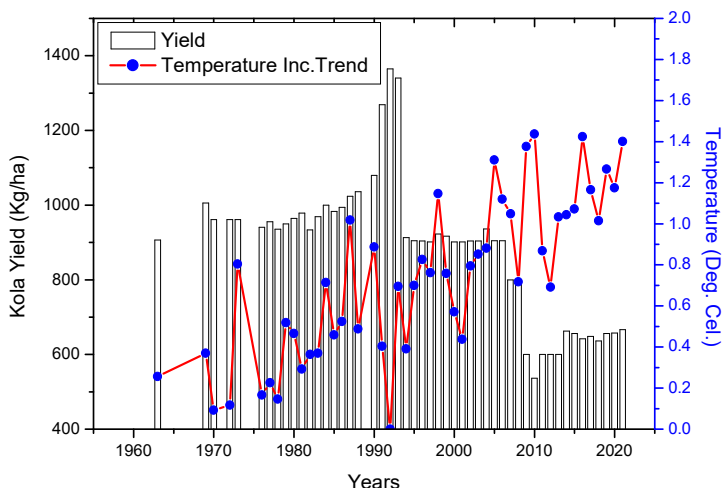 Yield
Temperature Inc.Trend
Kola Yield (Kg/ha)
1400
1200
1000
800
600
400
2.0
1.8
1.6
1.4
1.2
1.0
0.8
0.6
0.4
0.2
0.0
Temperature (Deg. Cel.)
1960 1970 1980 1990 2000 2010 2020
Years